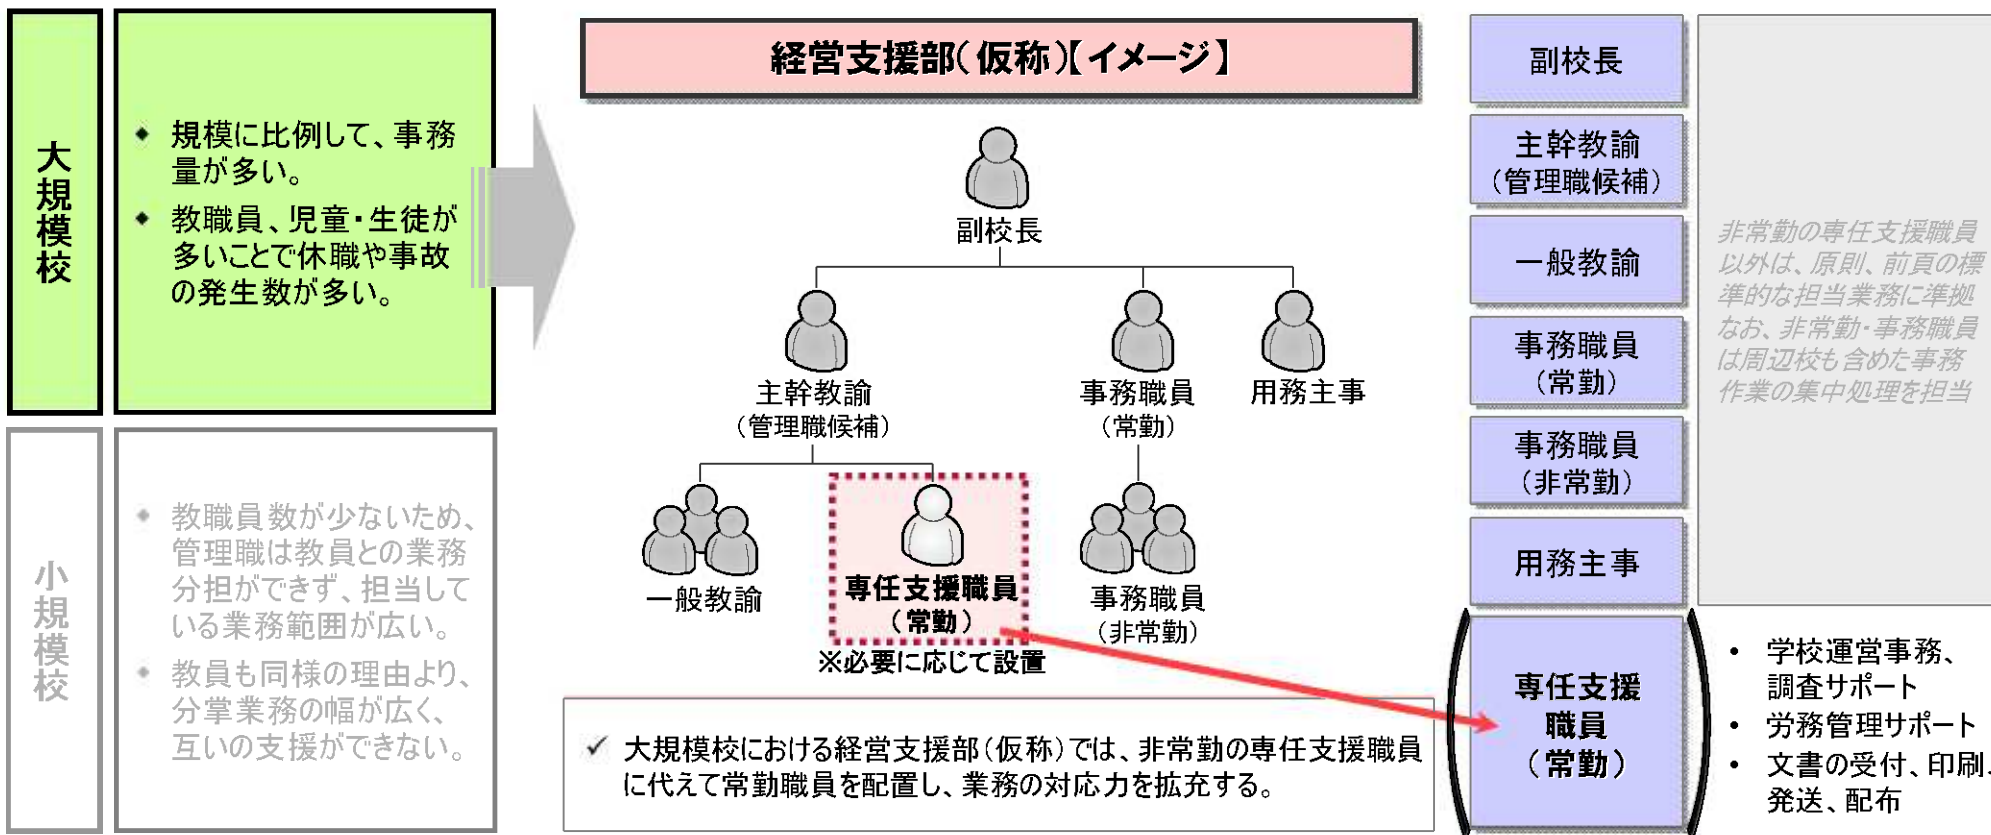 大規模校
◆ 規模に比例して、事務
量が多い。
◆ 教職員、児童・生徒が
多いことで休職や事故
の発生数が多い。
小規模校
◆ 教職員数が少ないため、
管理職は教員との業務
分担ができず、担当して
いる業務範囲が広い。
◆ 教員も同様の理由より、
分掌業務の幅が広く、
互いの支援ができない。
経営支援部(仮称)【イメージ】
副校長
主幹教諭
(管理職候補)
事務職員
(常勤)
用務主事
一般教諭
専任支援職員
(常勤)
※必要に応じて設置
事務職員
(非常勤)
✓ 大規模校における経営支援部(仮称)では、非常勤の専任支援職員
に代えて常勤職員を配置し、業務の対応力を拡充する。
副校長
主幹教諭
(管理職候補)
一般教諭
事務職員
(常勤)
事務職員
(非常勤)
用務主事
専任支援
職員
(常勤)
非常勤の専任支援職員
以外は、原則、前頁の標
準的な担当業務に準拠
なお、非常勤・事務職員
は周辺校も含めた事務
作業の集中処理を担当
• 学校運営事務、
調査サポート
• 労務管理サポート
• 文書の受付、印刷、
発送、配布